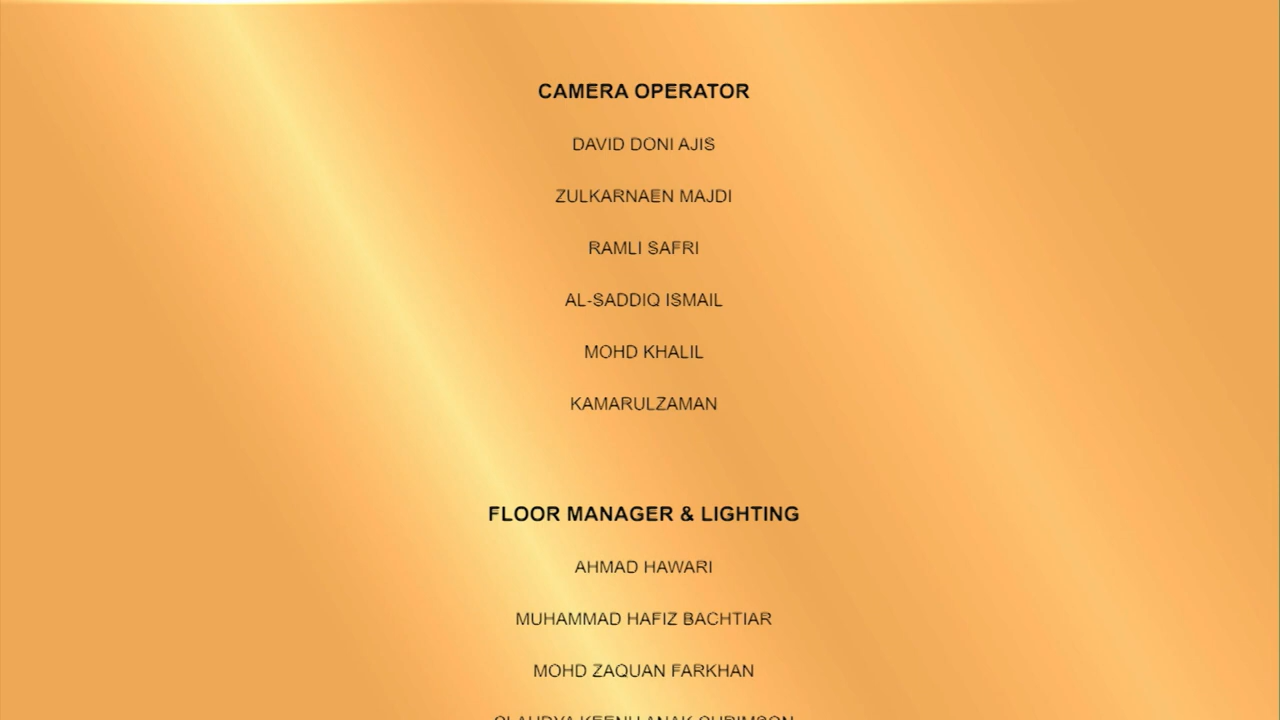 CAMERA OPERATOR
DAVID DONI AJIS
ZULKARNAEN MAJDI
RAMLI SAFRI
AL-SADDIQ ISMAIL
MOHD KHALIL
KAMARULZAMAN
FLOOR MANAGER & LIGHTING
AHMAD HAWARI
MUHAMMAD HAFIZ BACHTIAR
MOHD ZAQUAN FARKHAN
ANAK